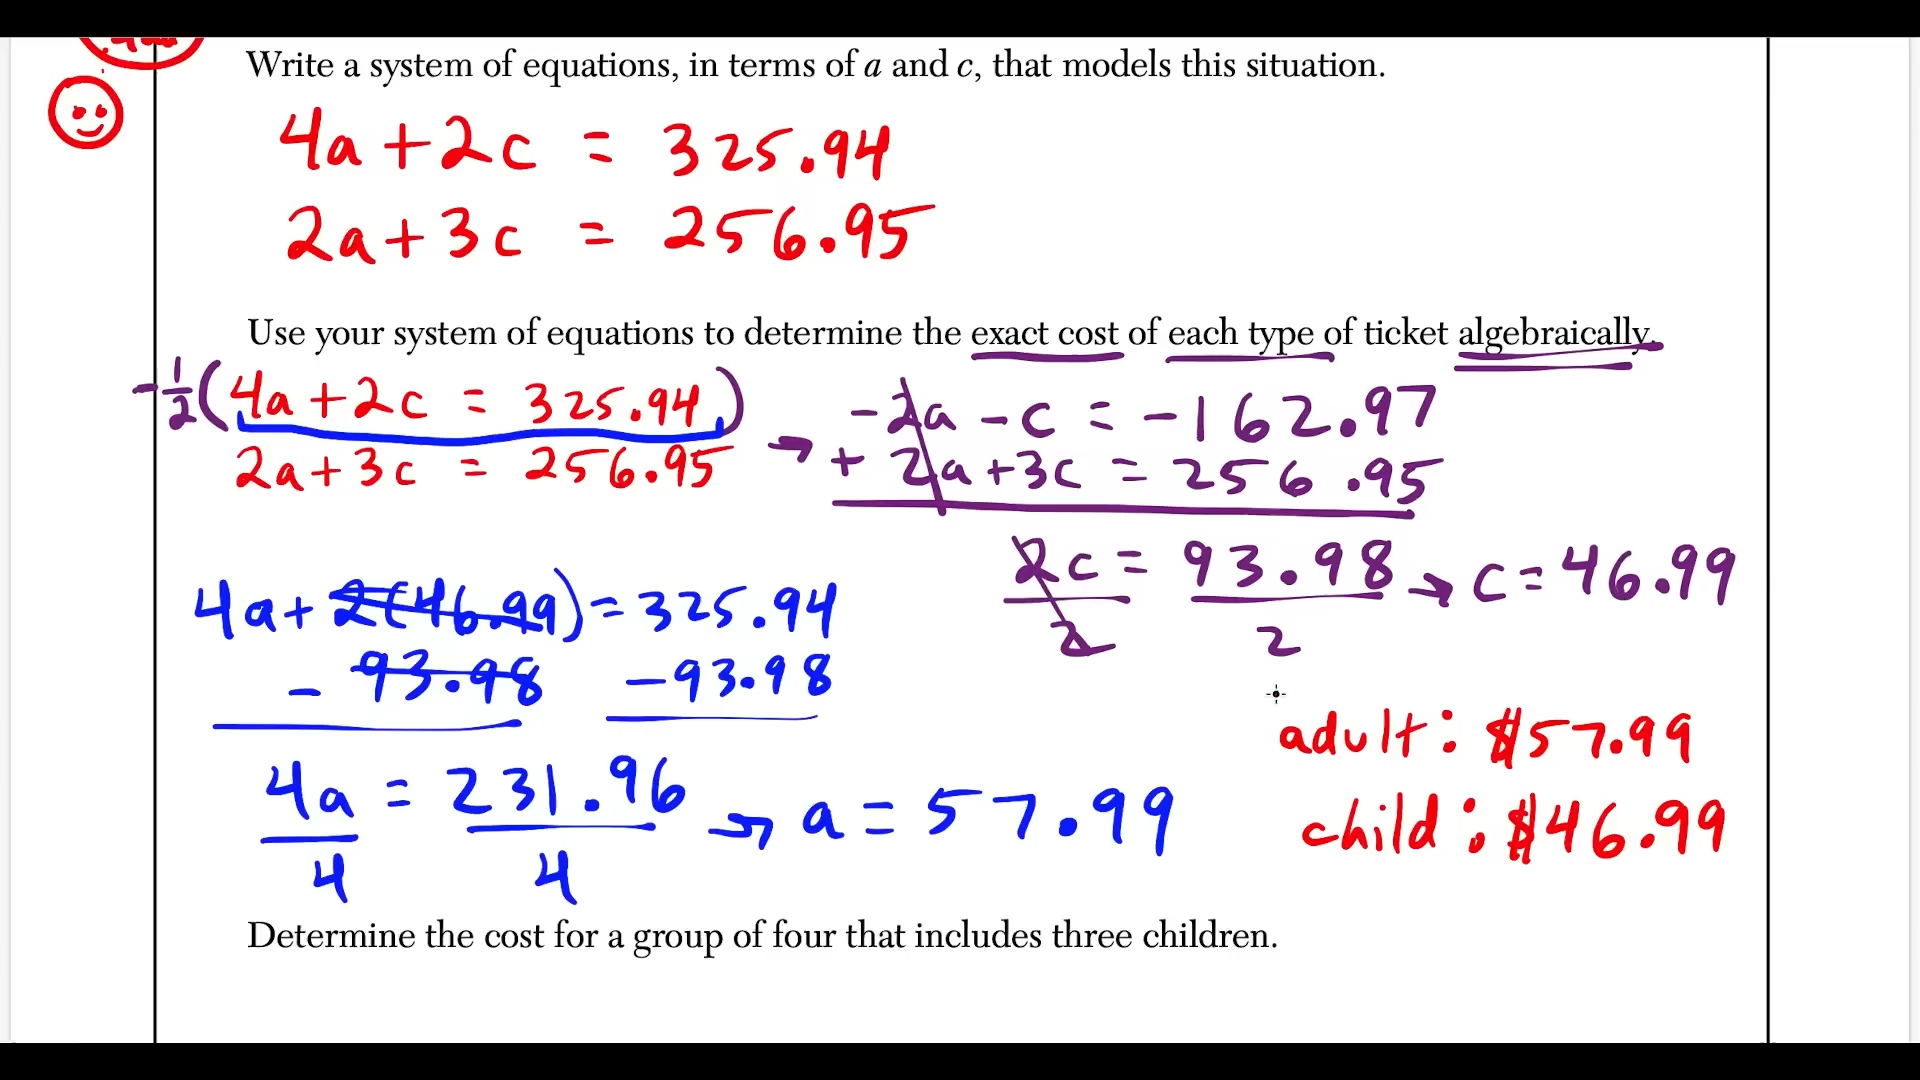 Write a system of equations, in terms of a and c, that models this situation.
4a + 2c = 325.94
2a + 3c = 256.95
Use your system of equations to determine the exact cost of each type of ticket algebraically.
-1/2 (4a + 2c = 325.94)
2a + 3c = 256.95
→
-2a - c = -162.97
+ 2a + 3c = 256.95
2c = 93.98 → c = 46.99
2 2
4a + 2(46.99) = 325.94
- 93.98 -93.98
4a = 231.96 → a = 57.99
4 4
adult: $57.99
child: $46.99
Determine the cost for a group of four that includes three children.